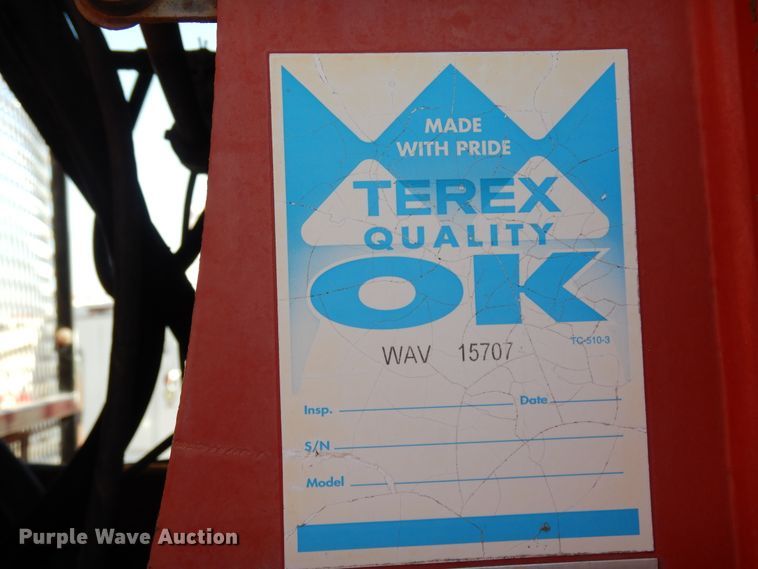 MADE
WITH PRIDE
TEREX
QUALITY
OK
TC-510-3
WAV 15707
Insp. Date
S/N
Model
Purple Wave Auction